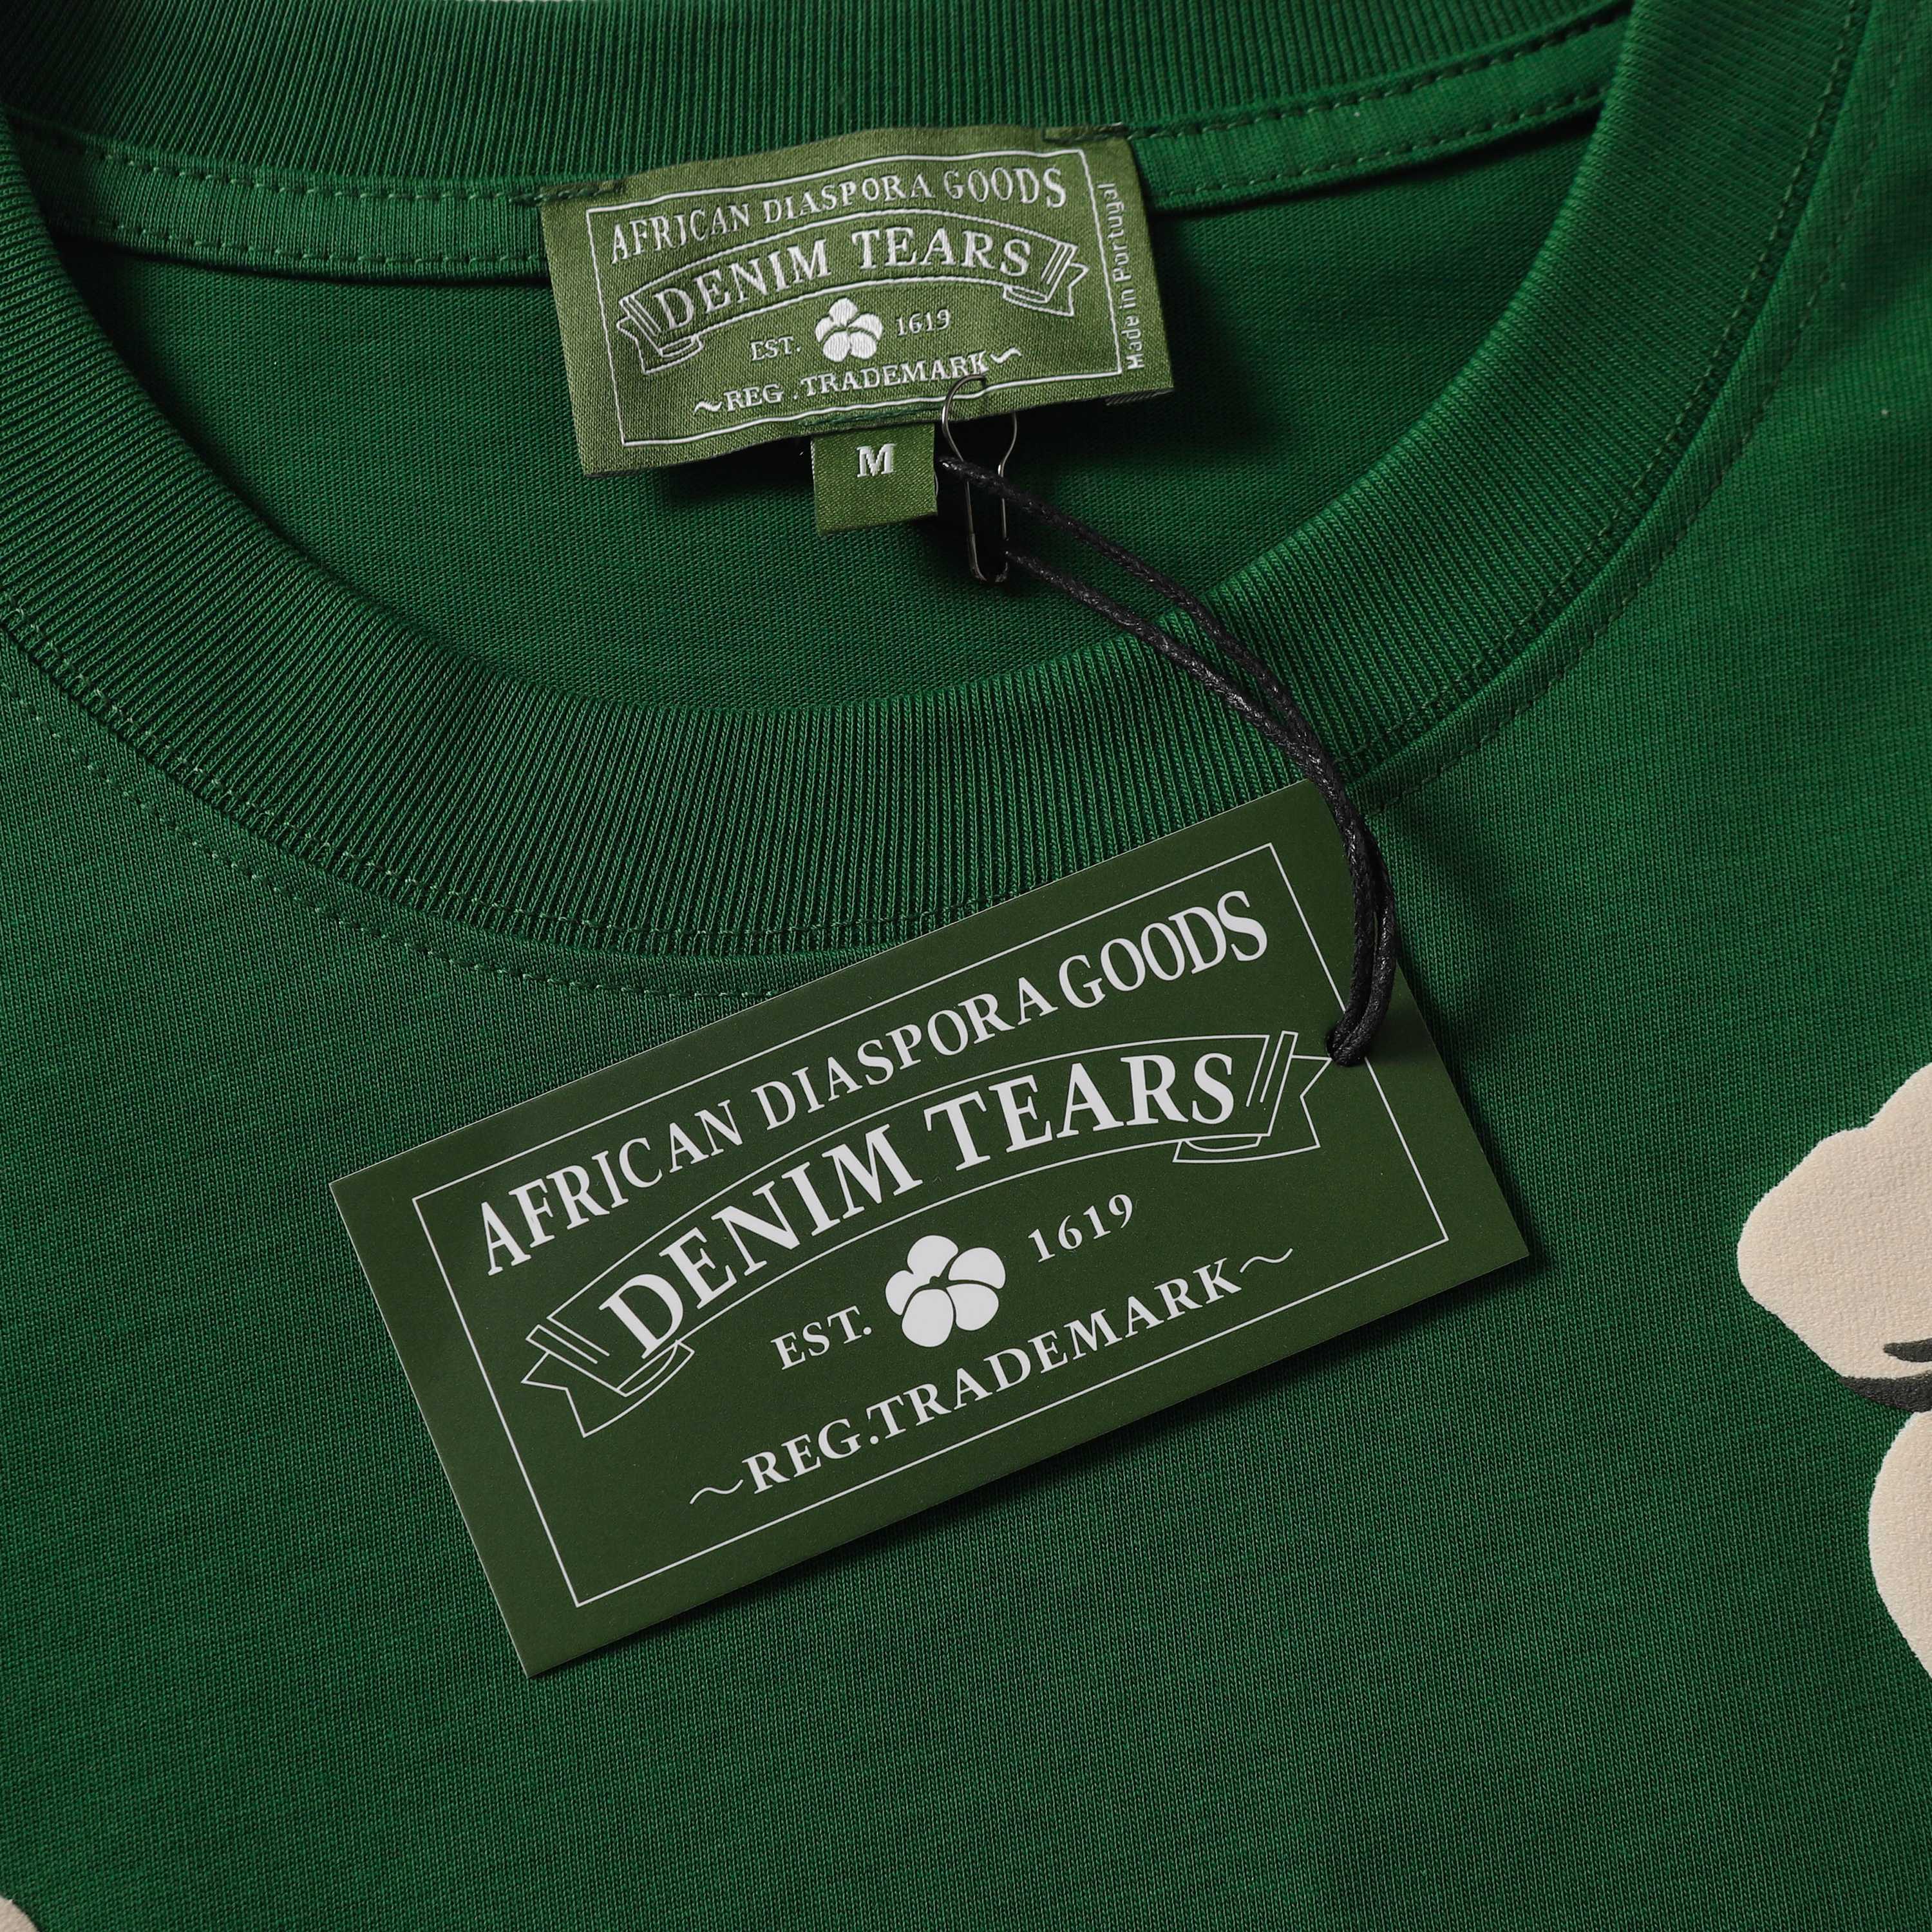 AFRICAN DIASPORA GOODS
DENIM TEARS
EST. 1619
~REG . TRADEMARK~
Made in Portugal
M
AFRICAN DIASPORA GOODS
DENIM TEARS
EST. 1619
~REG.TRADEMARK~